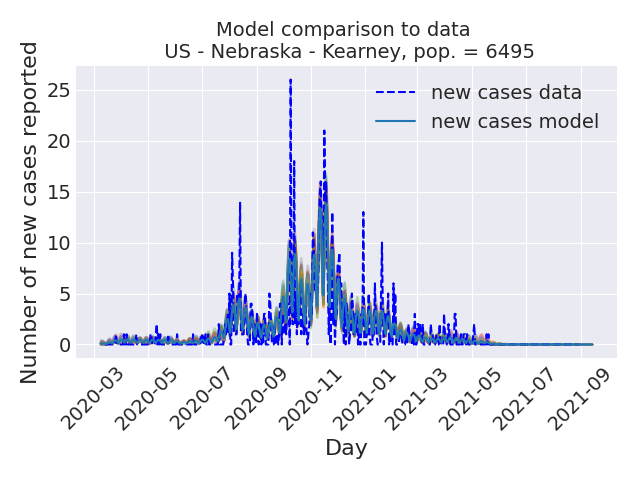 Model comparison to data
US - Nebraska - Kearney, pop. = 6495
Number of new cases reported
25
20
15
10
5
0
new cases data
new cases model
2020-03
2020-05
2020-07
2020-09
2020-11
2021-01
2021-03
2021-05
2021-07
2021-09
Day